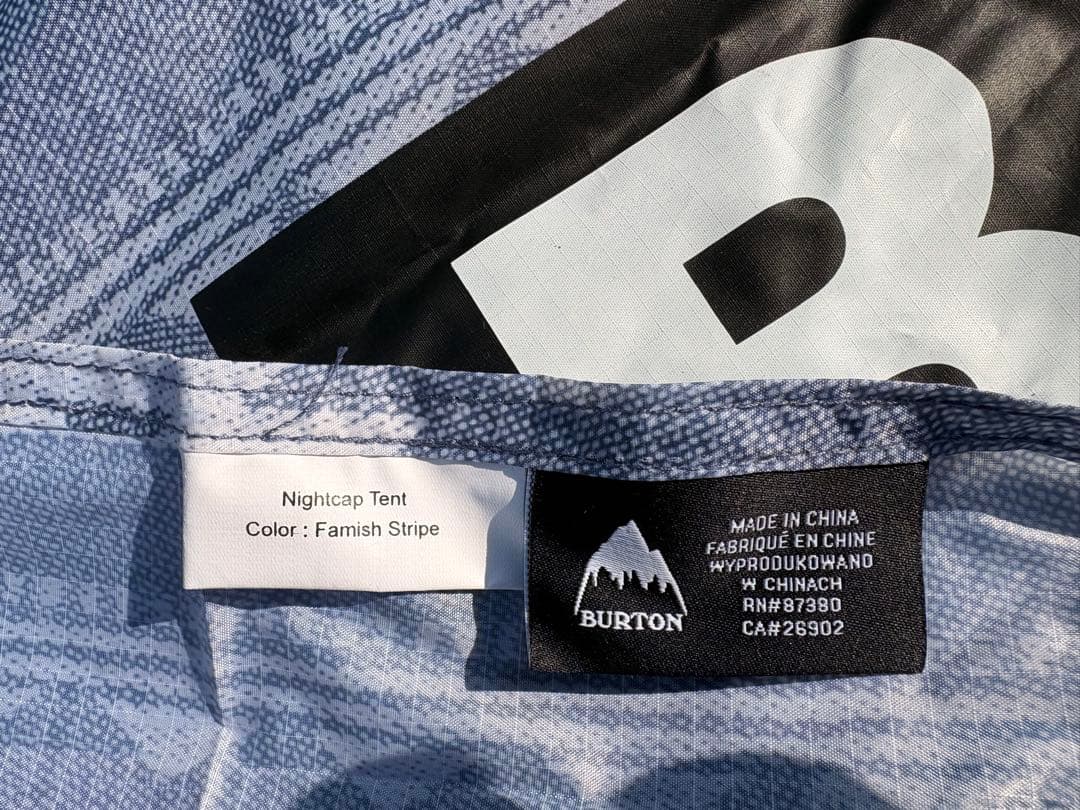 B
Nightcap Tent
Color : Famish Stripe
BURTON
MADE IN CHINA
FABRIQUÉ EN CHINE
WYPRODUKOWANO
W CHINACH
RN#87380
CA#26902